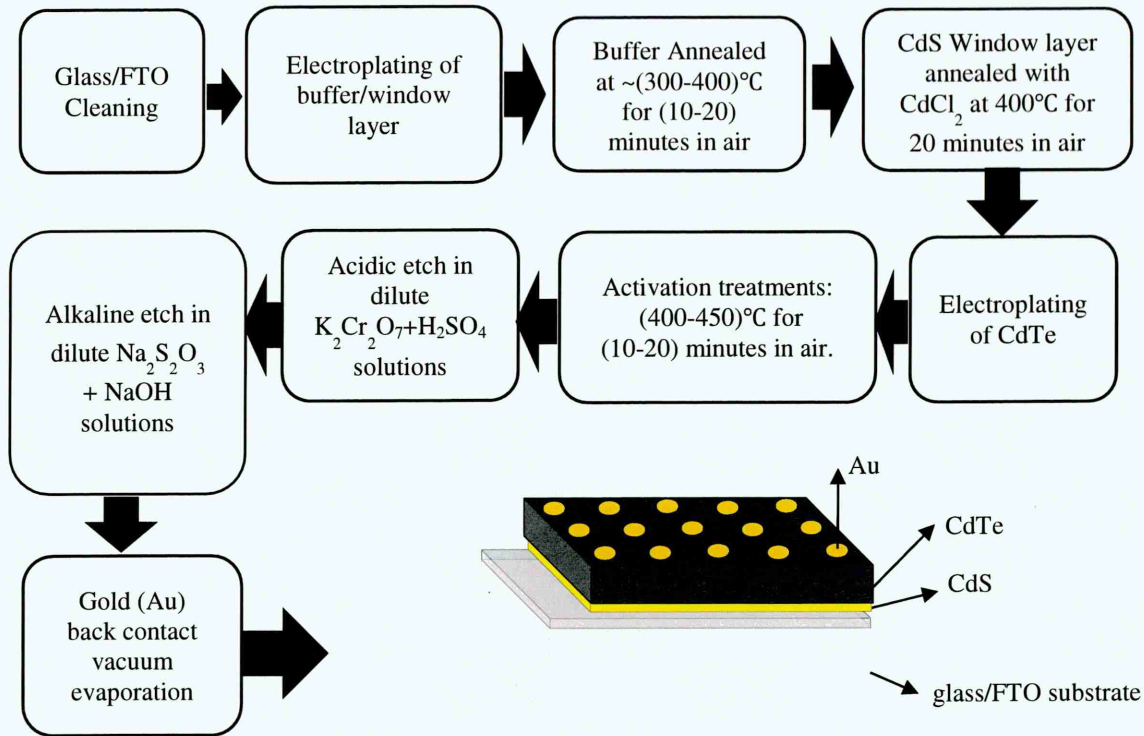 Glass/FTO
Cleaning
Electroplating of
buffer/window
layer
Buffer Annealed
at ~(300-400)℃
for (10-20)
minutes in air
CdS Window layer
annealed with
CdCl₂ at 400℃ for
20 minutes in air
Electroplating
of CdTe
Activation treatments:
(400-450)℃ for
(10-20) minutes in air.
Acidic etch in
dilute
K₂Cr₂O₇+H₂SO₄
solutions
Alkaline etch in
dilute Na₂S₂O₃
+ NaOH
solutions
Gold (Au)
back contact
vacuum
evaporation
Au
CdTe
CdS
glass/FTO substrate